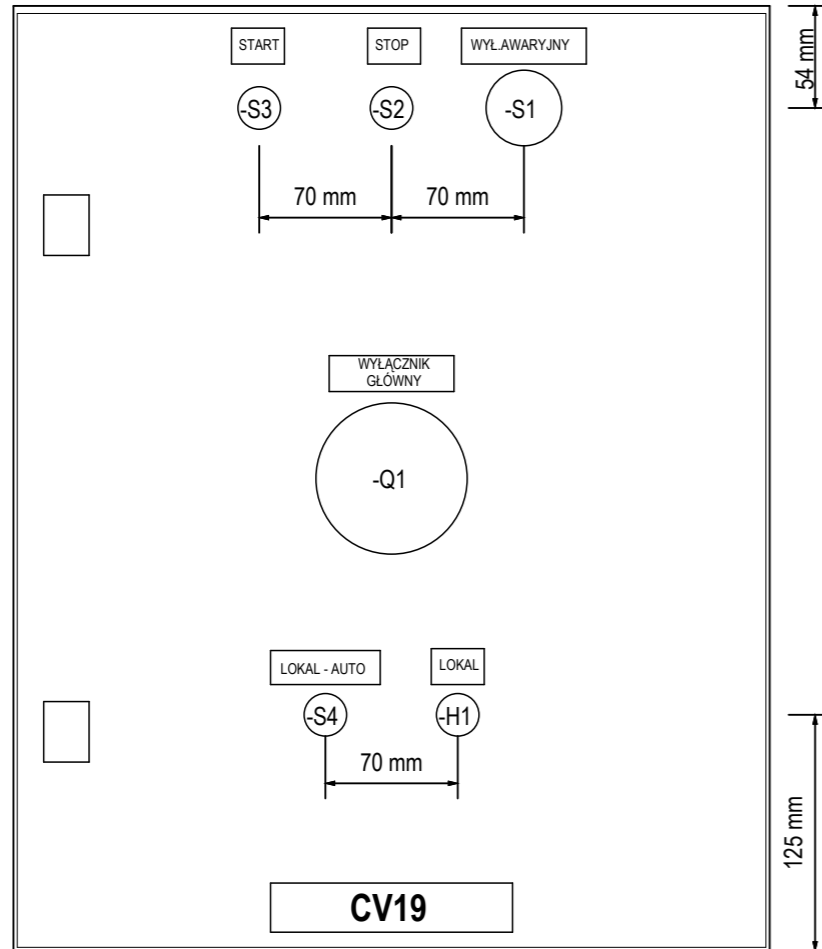 START
STOP
WYŁ.AWARYJNY
54 mm
-S3
-S2
-S1
70 mm
70 mm
WYŁĄCZNIK
GŁÓWNY
-Q1
LOKAL - AUTO
LOKAL
-S4
-H1
70 mm
125 mm
CV19